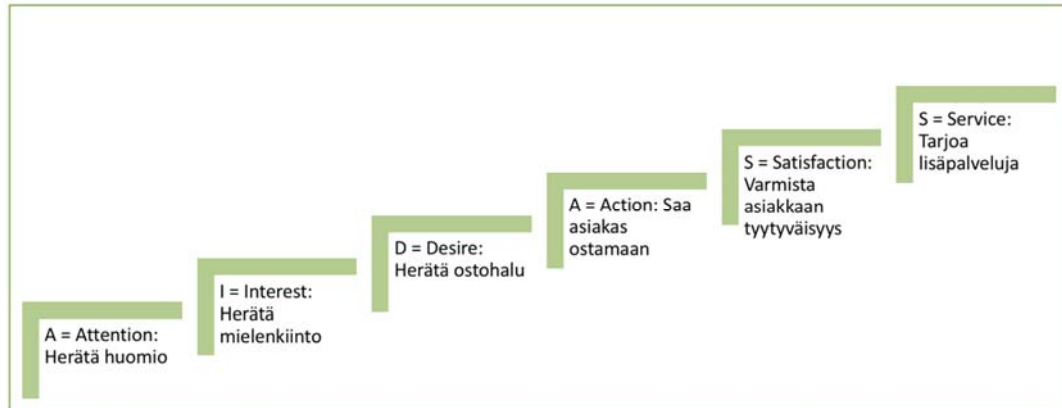 A = Attention:
Herätä huomio
I = Interest:
Herätä
mielenkiinto
D = Desire:
Herätä ostohalu
A = Action: Saa
asiakas
ostamaan
S = Satisfaction:
Varmista
asiakkaan
tyytyväisyys
S = Service:
Tarjoa
lisäpalveluja